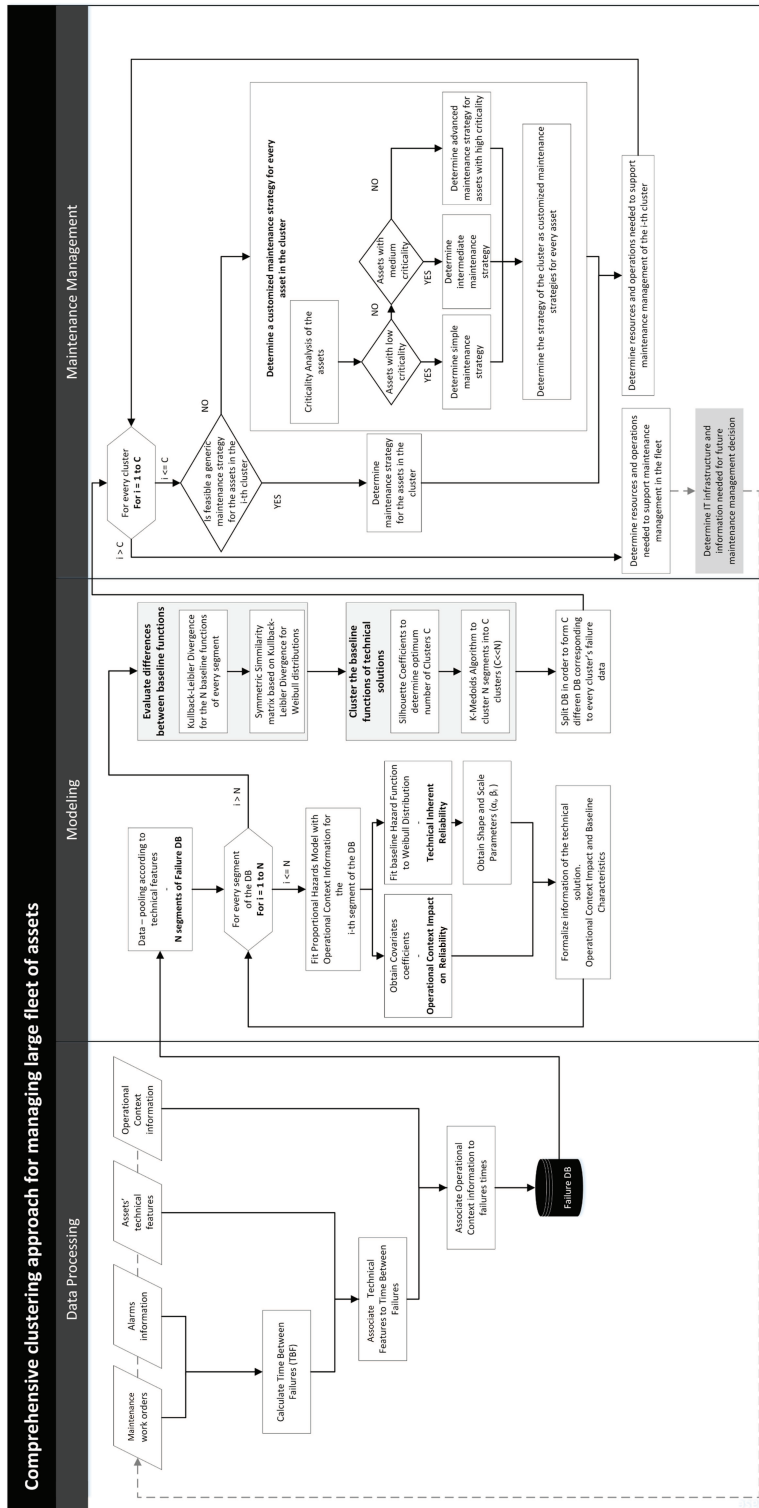 Comprehensive clustering approach for managing large fleet of assets
Data Processing
Maintenance
work orders
Alarms
information
Assets'
technical
features
Operational
Context
information
Calculate Time Between
Failures (TBF)
Associate Technical
Features to Time Between
Failures
Associate Operational
Context information to
failures times
Failure DB
Modeling
Data – pooling according to
technical features
-
N segments of Failure DB
For every segment
of the DB
For i = 1 to N
i > N
i <= N
Fit Proportional Hazards Model with
Operational Context Information for
the
i-th segment of the DB
Obtain Covariates
coefficients
-
Operational Context Impact
on Reliability
Fit baseline Hazard Function
to Weibull Distribution
-
Technical Inherent
Reliability
Obtain Shape and Scale
Parameters (αᵢ, βᵢ)
Formalize information of the technical
solution.
Operational Context Impact and Baseline
Characteristics
Evaluate differences
between baseline functions
Kullback-Leibler Divergence
for the N baseline functions
of every segment
Symmetric Simmilarity
matrix based on Kullback-
Leibler Divergence for
Weibull distributions
Cluster the baseline
functions of technical
solutions
Silhouette Coefficients to
determine optimum
number of Clusters C
K-Medoids Algorithm to
cluster N segments into C
clusters (C<<N)
Split DB in order to form C
differen DB corresponding
to every cluster's failure
data
Maintenance Management
For every cluster
For i = 1 to C
i > C
i <= C
Is feasible a generic
maintenance strategy
for the assets in the
i-th cluster
NO
YES
Determine
maintenance strategy
for the assets in the
cluster
Determine a customized maintenance strategy for every
asset in the cluster
Criticality Analysis of the
assets
Assets with low
criticality
NO
YES
Assets with
medium
criticality
NO
YES
Determine simple
maintenance
strategy
Determine
intermediate
maintenance
strategy
Determine advanced
maintenance strategy for
assets with high criticality
Determine the strategy of the cluster as customized maintenance
strategies for every asset
Determine resources and operations needed to support
maintenance management of the i-th cluster
Determine resources and operations
needed to support maintenance
management in the fleet
Determine IT infrastructure and
information needed for future
maintenance management decision